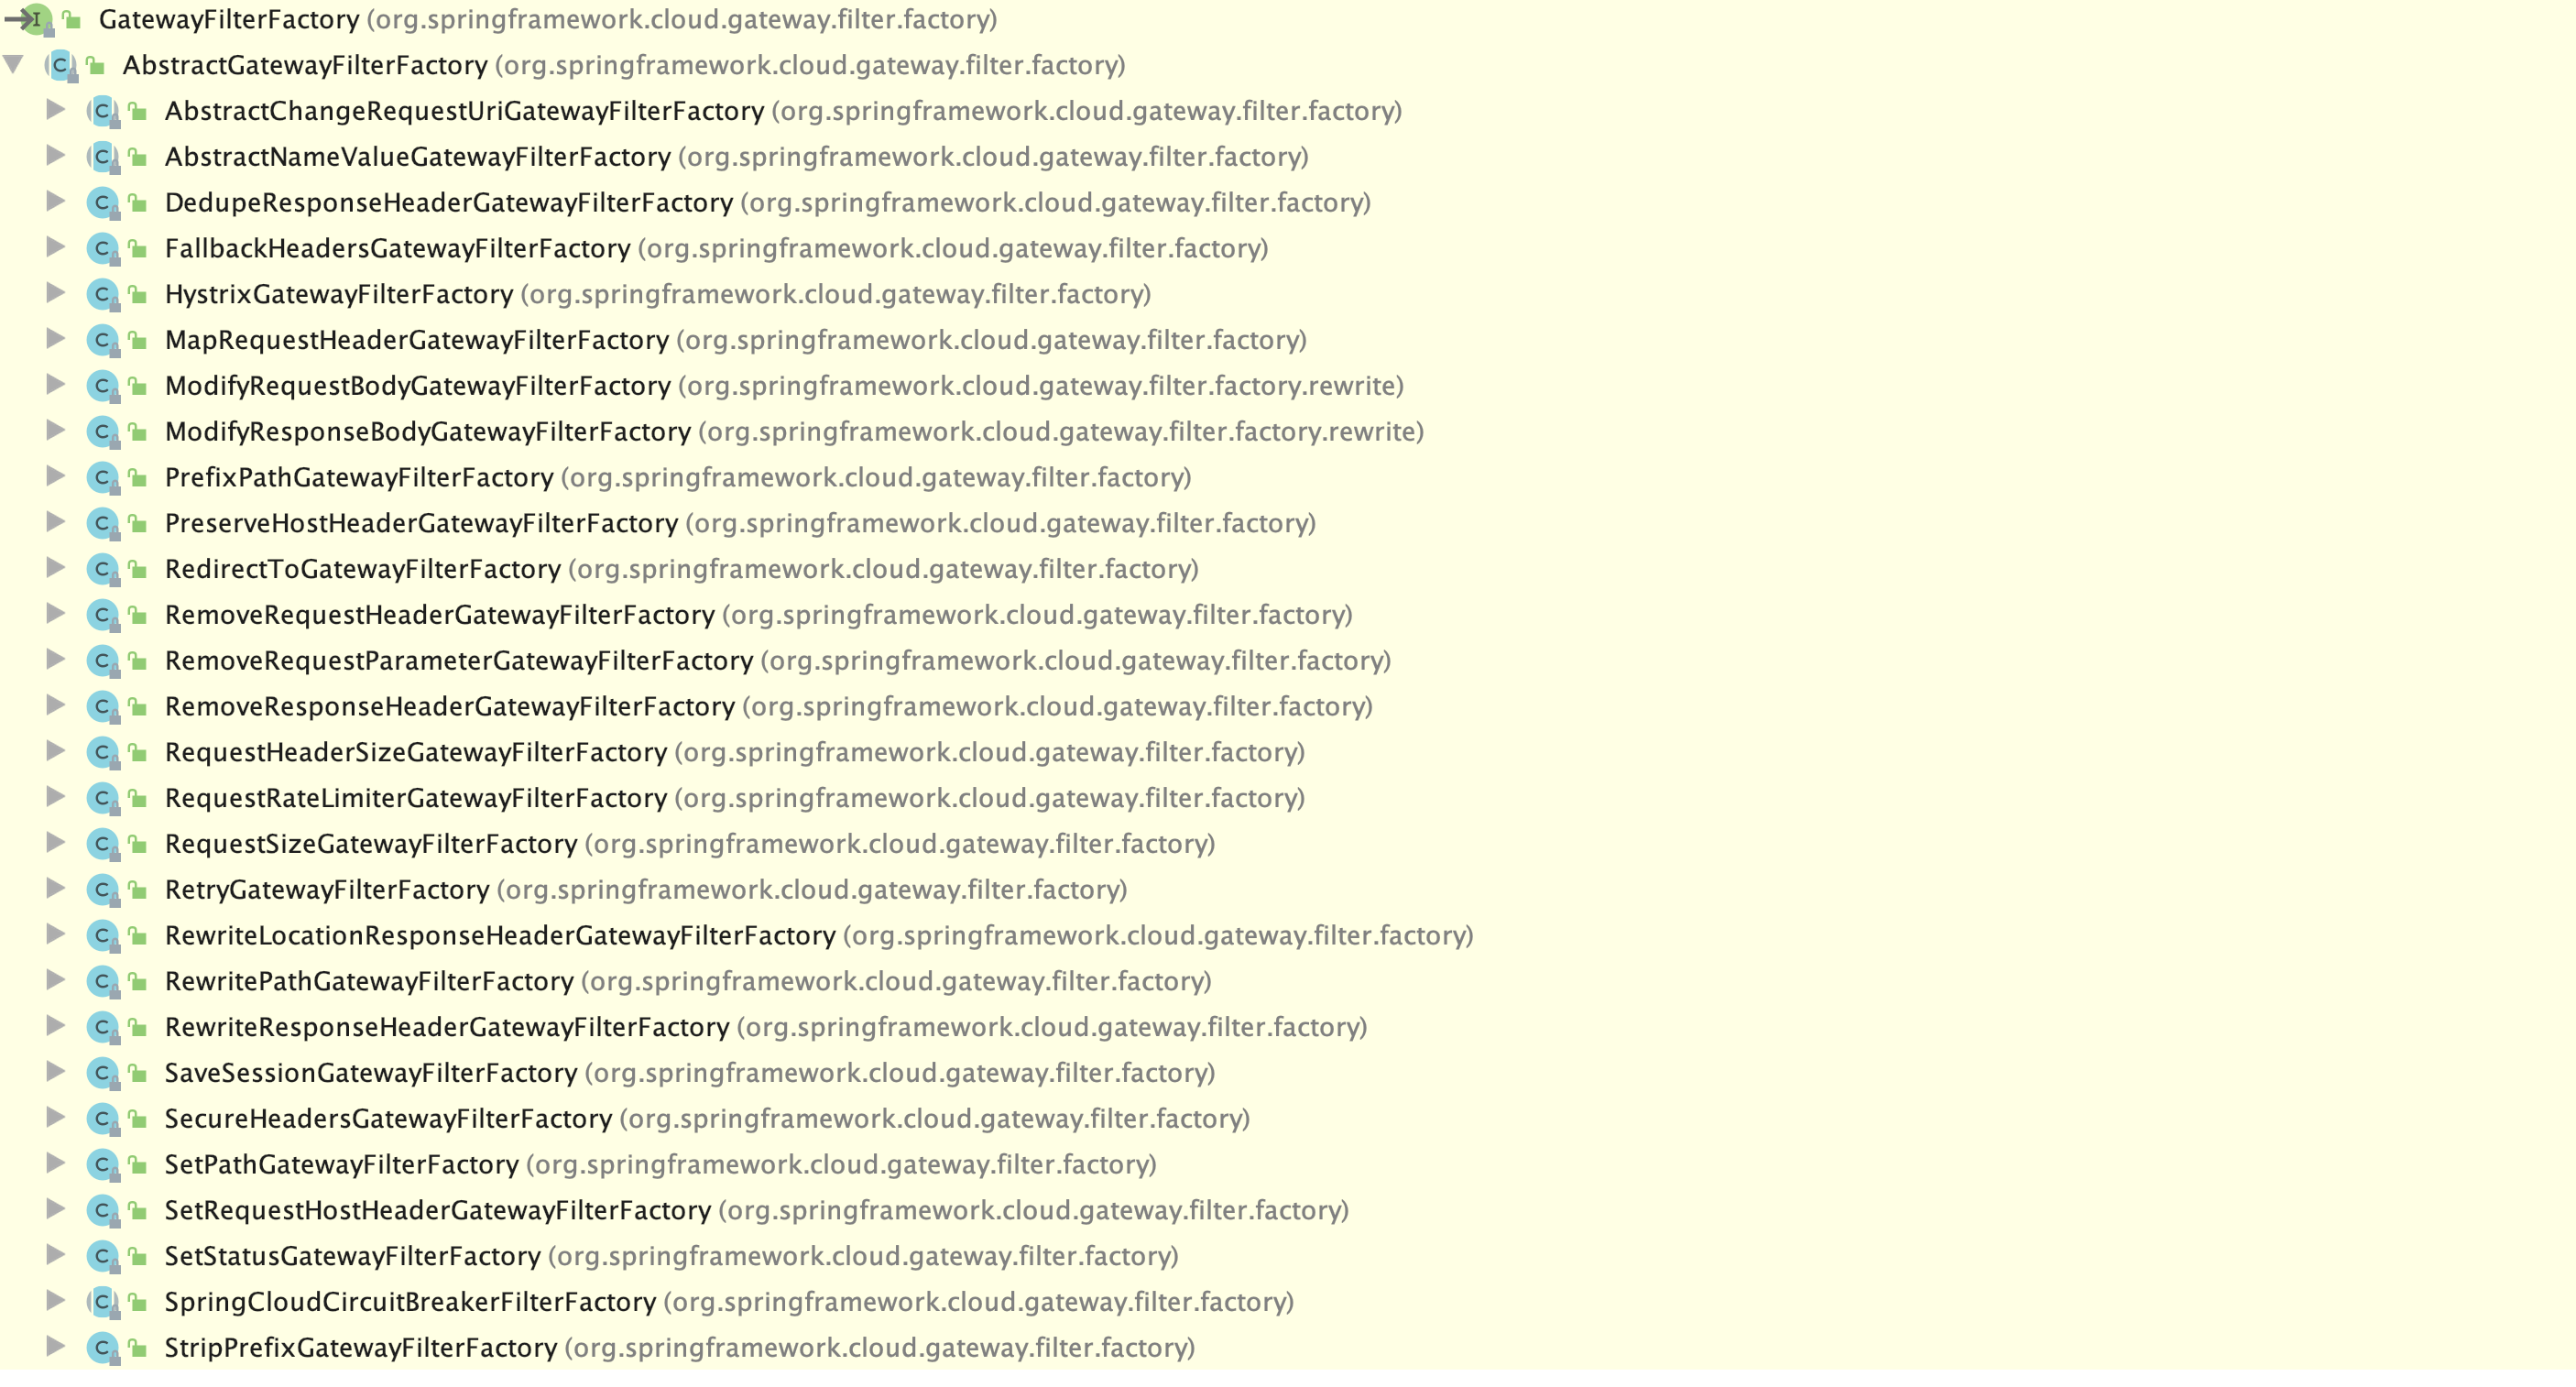 GatewayFilterFactory (org.springframework.cloud.gateway.filter.factory)
AbstractGatewayFilterFactory (org.springframework.cloud.gateway.filter.factory)
AbstractChangeRequestUriGatewayFilterFactory (org.springframework.cloud.gateway.filter.factory)
AbstractNameValueGatewayFilterFactory (org.springframework.cloud.gateway.filter.factory)
DedupeResponseHeaderGatewayFilterFactory (org.springframework.cloud.gateway.filter.factory)
FallbackHeadersGatewayFilterFactory (org.springframework.cloud.gateway.filter.factory)
HystrixGatewayFilterFactory (org.springframework.cloud.gateway.filter.factory)
MapRequestHeaderGatewayFilterFactory (org.springframework.cloud.gateway.filter.factory)
ModifyRequestBodyGatewayFilterFactory (org.springframework.cloud.gateway.filter.factory.rewrite)
ModifyResponseBodyGatewayFilterFactory (org.springframework.cloud.gateway.filter.factory.rewrite)
PrefixPathGatewayFilterFactory (org.springframework.cloud.gateway.filter.factory)
PreserveHostHeaderGatewayFilterFactory (org.springframework.cloud.gateway.filter.factory)
RedirectToGatewayFilterFactory (org.springframework.cloud.gateway.filter.factory)
RemoveRequestHeaderGatewayFilterFactory (org.springframework.cloud.gateway.filter.factory)
RemoveRequestParameterGatewayFilterFactory (org.springframework.cloud.gateway.filter.factory)
RemoveResponseHeaderGatewayFilterFactory (org.springframework.cloud.gateway.filter.factory)
RequestHeaderSizeGatewayFilterFactory (org.springframework.cloud.gateway.filter.factory)
RequestRateLimiterGatewayFilterFactory (org.springframework.cloud.gateway.filter.factory)
RequestSizeGatewayFilterFactory (org.springframework.cloud.gateway.filter.factory)
RetryGatewayFilterFactory (org.springframework.cloud.gateway.filter.factory)
RewriteLocationResponseHeaderGatewayFilterFactory (org.springframework.cloud.gateway.filter.factory)
RewritePathGatewayFilterFactory (org.springframework.cloud.gateway.filter.factory)
RewriteResponseHeaderGatewayFilterFactory (org.springframework.cloud.gateway.filter.factory)
SaveSessionGatewayFilterFactory (org.springframework.cloud.gateway.filter.factory)
SecureHeadersGatewayFilterFactory (org.springframework.cloud.gateway.filter.factory)
SetPathGatewayFilterFactory (org.springframework.cloud.gateway.filter.factory)
SetRequestHostHeaderGatewayFilterFactory (org.springframework.cloud.gateway.filter.factory)
SetStatusGatewayFilterFactory (org.springframework.cloud.gateway.filter.factory)
SpringCloudCircuitBreakerFilterFactory (org.springframework.cloud.gateway.filter.factory)
StripPrefixGatewayFilterFactory (org.springframework.cloud.gateway.filter.factory)